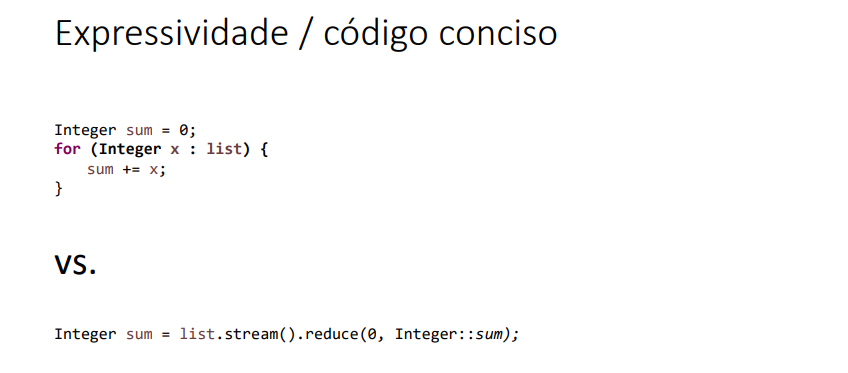 Expressividade / código conciso
Integer sum = 0;
for (Integer x : list) {
sum += x;
}
vs.
Integer sum = list.stream().reduce(0, Integer::sum);